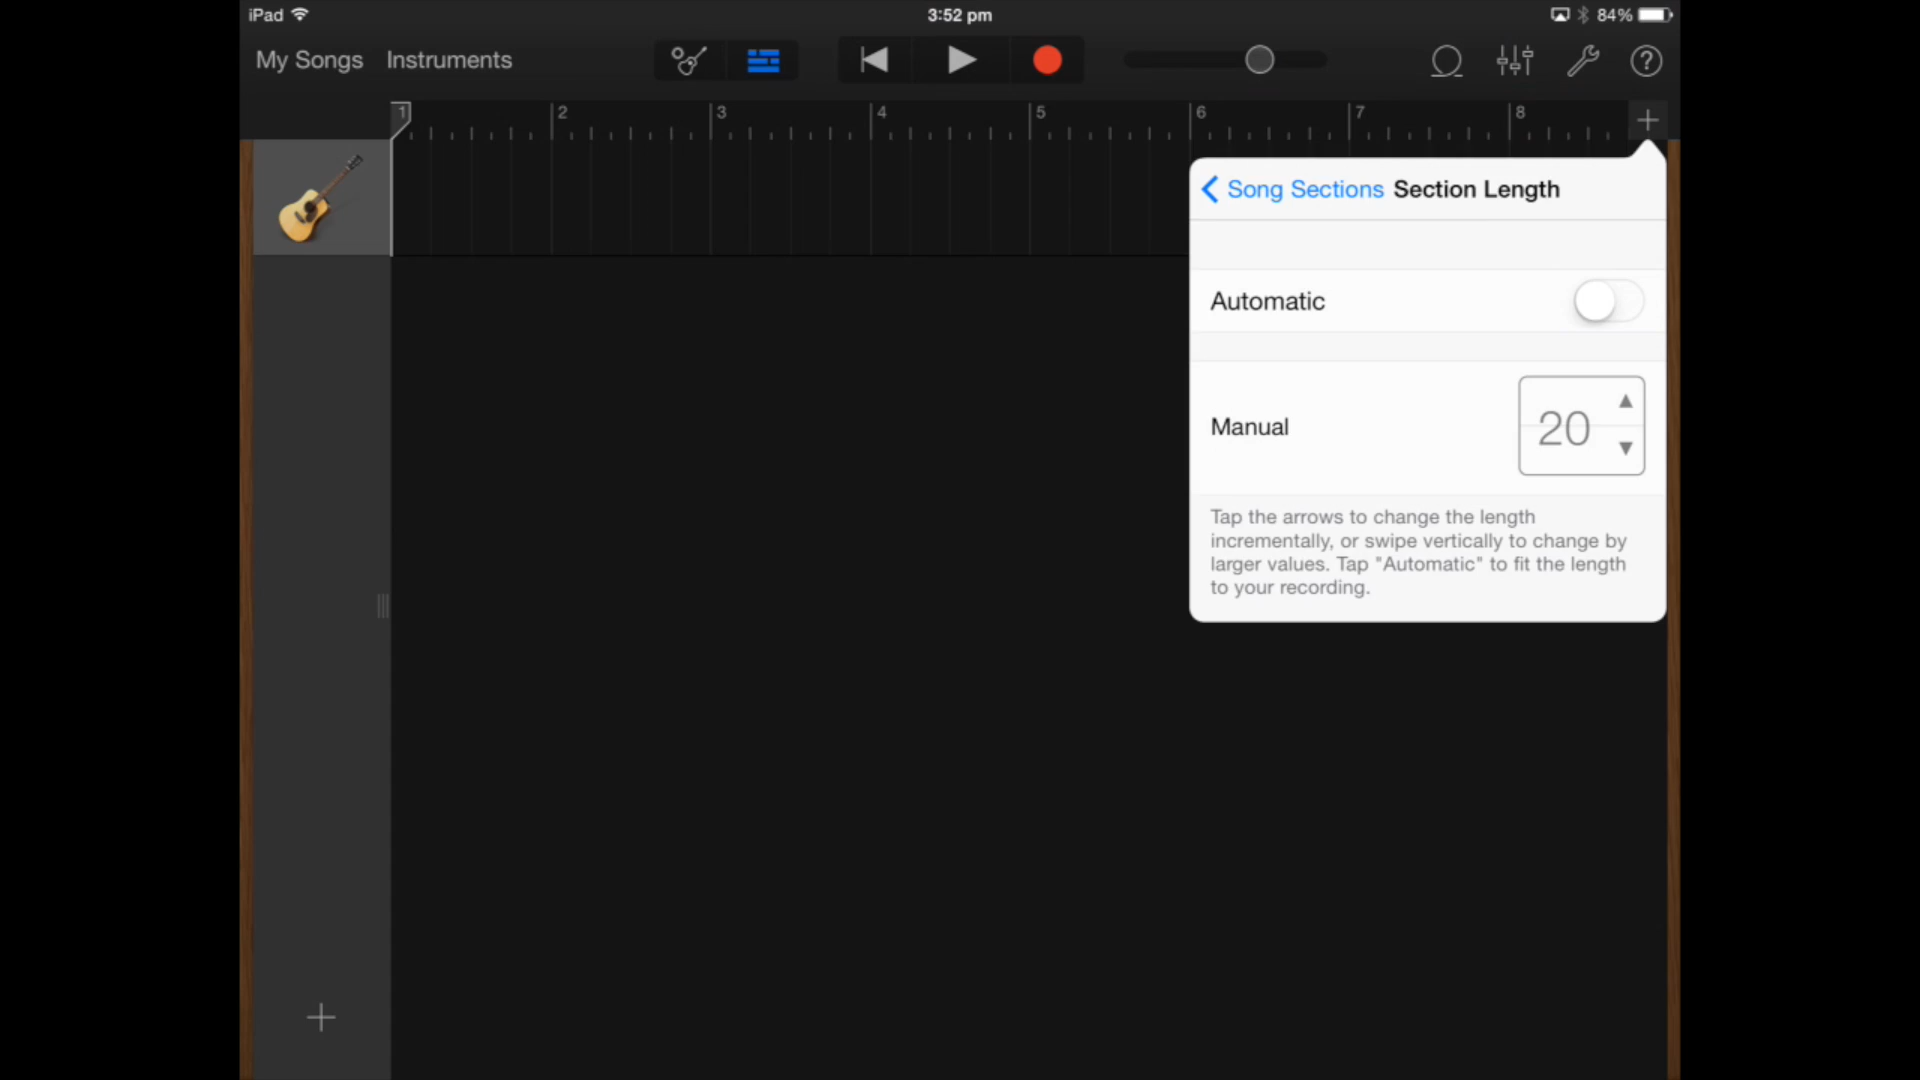 iPad
3:52 pm
84%
My Songs Instruments
?
1 2 3 4 5 6 7 8
Song Sections Section Length
Automatic
Manual
20
Tap the arrows to change the length
incrementally, or swipe vertically to change by
larger values. Tap "Automatic" to fit the length
to your recording.